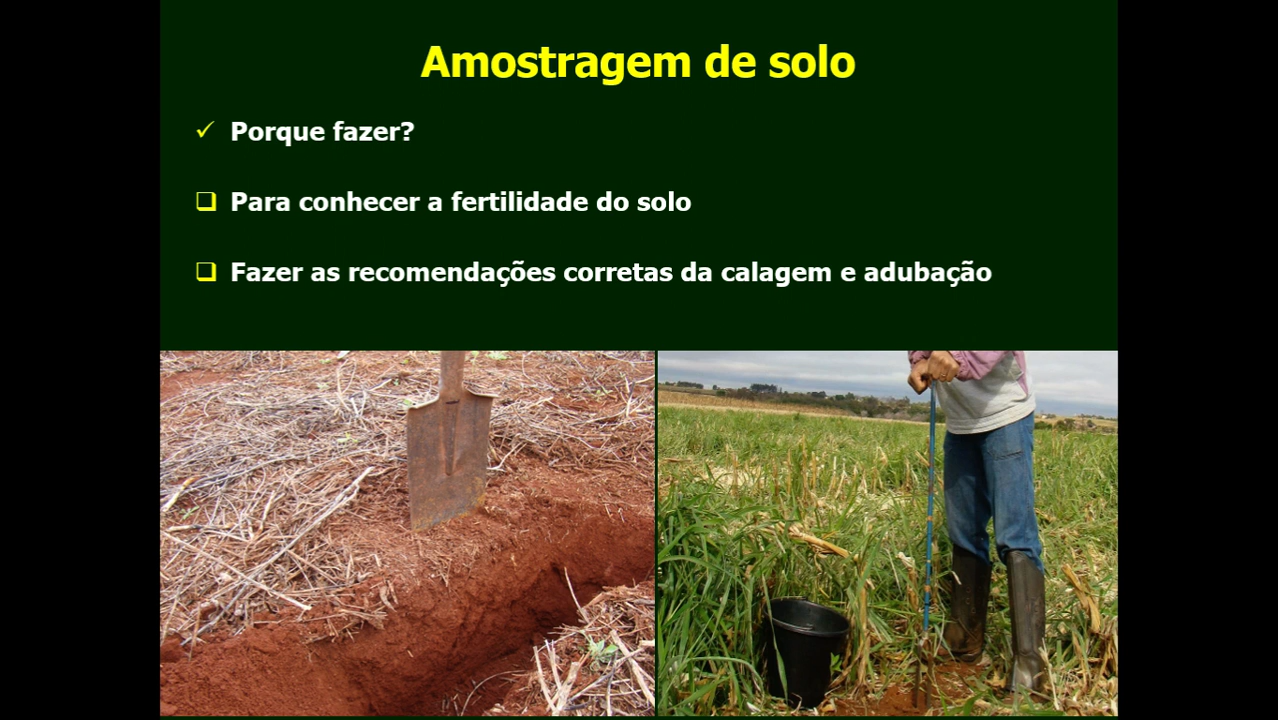 Amostragem de solo
Porque fazer?
Para conhecer a fertilidade do solo
Fazer as recomendações corretas da calagem e adubação